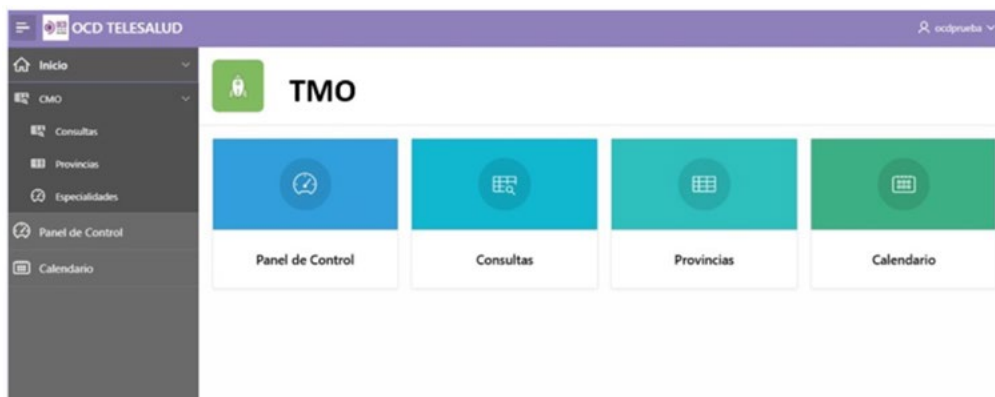 OCD TELESALUD
ocdprueba
Inicio
CMO
Consultas
Provincias
Especialidades
Panel de Control
Calendario
TMO
Panel de Control
Consultas
Provincias
Calendario